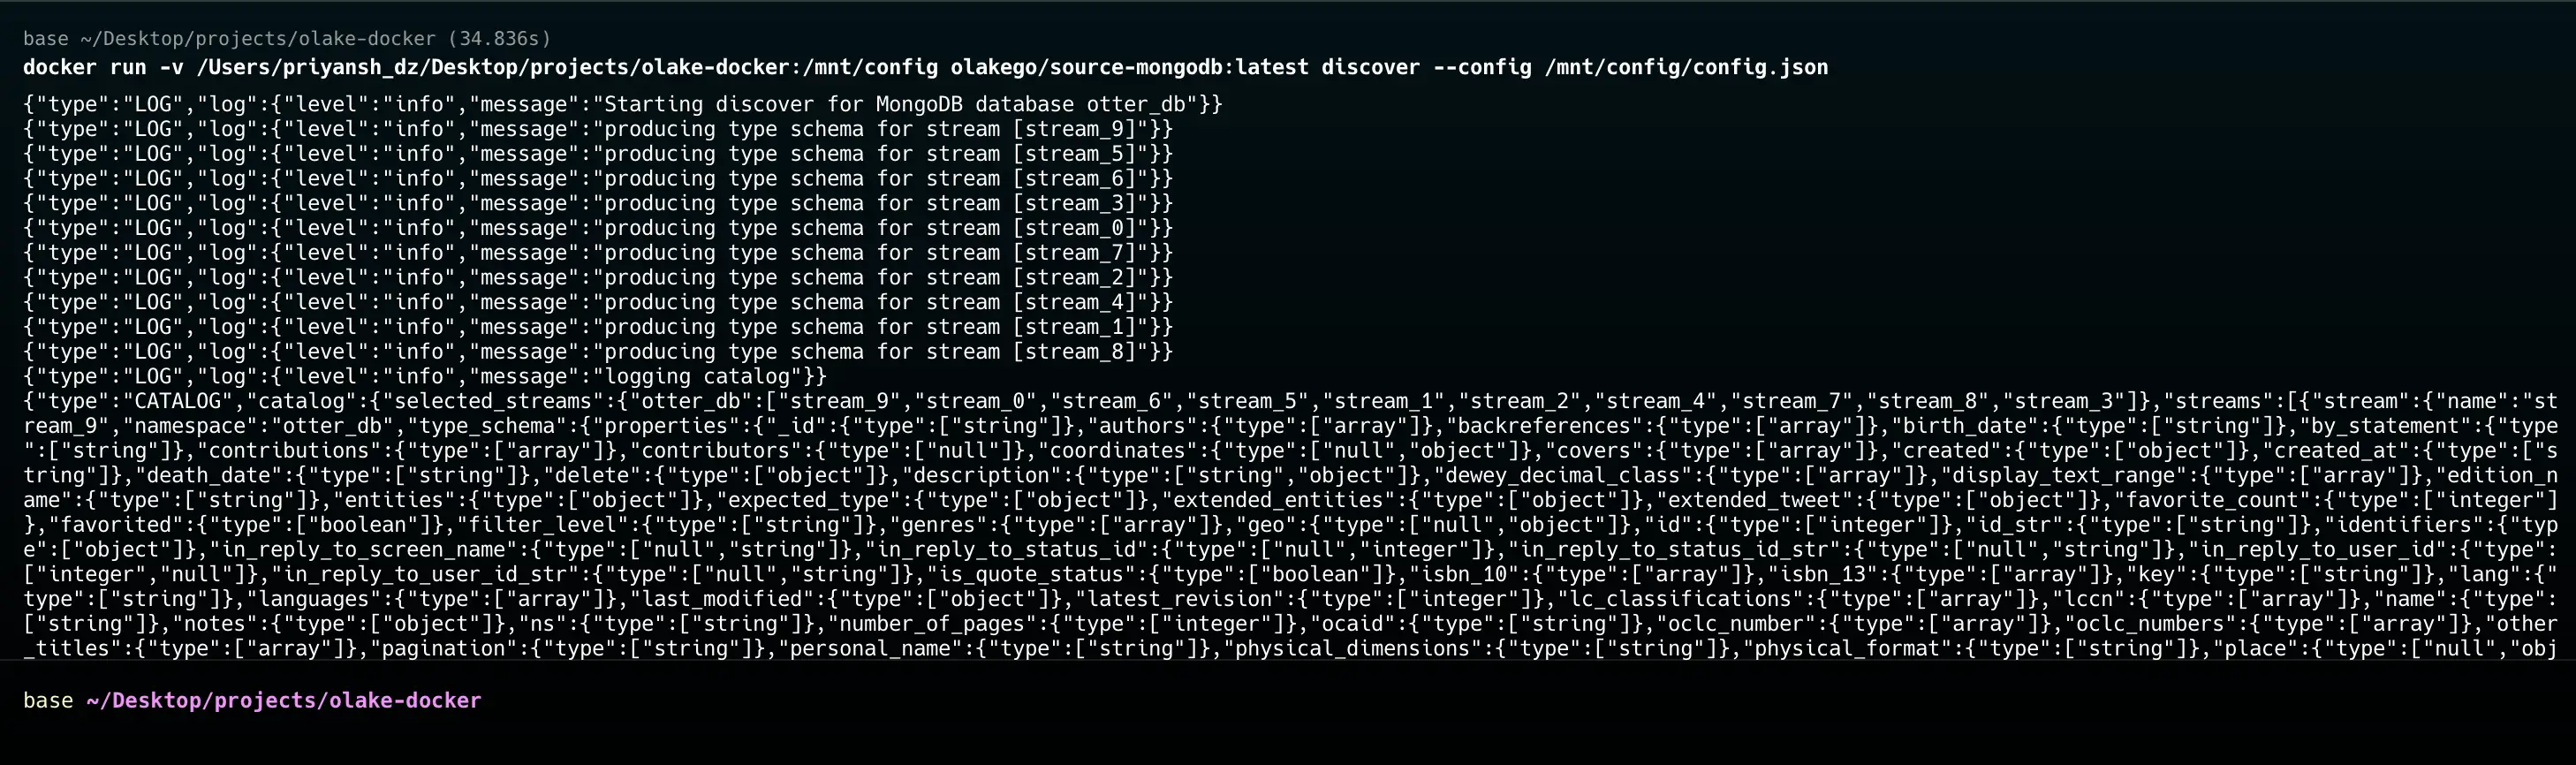 base ~/Desktop/projects/olake-docker (34.836s)
docker run -v /Users/priyansh_dz/Desktop/projects/olake-docker:/mnt/config olakego/source-mongodb:latest discover --config /mnt/config/config.json
{"type":"LOG","log":{"level":"info","message":"Starting discover for MongoDB database otter_db"}}
{"type":"LOG","log":{"level":"info","message":"producing type schema for stream [stream_9]"}}
{"type":"LOG","log":{"level":"info","message":"producing type schema for stream [stream_5]"}}
{"type":"LOG","log":{"level":"info","message":"producing type schema for stream [stream_6]"}}
{"type":"LOG","log":{"level":"info","message":"producing type schema for stream [stream_3]"}}
{"type":"LOG","log":{"level":"info","message":"producing type schema for stream [stream_0]"}}
{"type":"LOG","log":{"level":"info","message":"producing type schema for stream [stream_7]"}}
{"type":"LOG","log":{"level":"info","message":"producing type schema for stream [stream_2]"}}
{"type":"LOG","log":{"level":"info","message":"producing type schema for stream [stream_4]"}}
{"type":"LOG","log":{"level":"info","message":"producing type schema for stream [stream_1]"}}
{"type":"LOG","log":{"level":"info","message":"producing type schema for stream [stream_8]"}}
{"type":"LOG","log":{"level":"info","message":"logging catalog"}}
{"type":"CATALOG","catalog":{"selected_streams":{"otter_db":["stream_9","stream_0","stream_6","stream_5","stream_1","stream_2","stream_4","stream_7","stream_8","stream_3"]},"streams":[{"stream":{"name":"st
ream_9","namespace":"otter_db","type_schema":{"properties":{"_id":{"type":["string"]},"authors":{"type":["array"]},"backreferences":{"type":["array"]},"birth_date":{"type":["string"]},"by_statement":{"type
":["string"]},"contributions":{"type":["array"]},"contributors":{"type":["null"]},"coordinates":{"type":["null","object"]},"covers":{"type":["array"]},"created":{"type":["object"]},"created_at":{"type":["s
tring"]},"death_date":{"type":["string"]},"delete":{"type":["object"]},"description":{"type":["string","object"]},"dewey_decimal_class":{"type":["array"]},"display_text_range":{"type":["array"]},"edition_n
ame":{"type":["string"]},"entities":{"type":["object"]},"expected_type":{"type":["object"]},"extended_entities":{"type":["object"]},"extended_tweet":{"type":["object"]},"favorite_count":{"type":["integer"]
},"favorited":{"type":["boolean"]},"filter_level":{"type":["string"]},"genres":{"type":["array"]},"geo":{"type":["null","object"]},"id":{"type":["integer"]},"id_str":{"type":["string"]},"identifiers":{"typ
e":["object"]},"in_reply_to_screen_name":{"type":["null","string"]},"in_reply_to_status_id":{"type":["null","integer"]},"in_reply_to_status_id_str":{"type":["null","string"]},"in_reply_to_user_id":{"type":
["integer","null"]},"in_reply_to_user_id_str":{"type":["null","string"]},"is_quote_status":{"type":["boolean"]},"isbn_10":{"type":["array"]},"isbn_13":{"type":["array"]},"key":{"type":["string"]},"lang":{"
type":["string"]},"languages":{"type":["array"]},"last_modified":{"type":["object"]},"latest_revision":{"type":["integer"]},"lc_classifications":{"type":["array"]},"lccn":{"type":["array"]},"name":{"type":
["string"]},"notes":{"type":["object"]},"ns":{"type":["string"]},"number_of_pages":{"type":["integer"]},"ocaid":{"type":["string"]},"oclc_number":{"type":["array"]},"oclc_numbers":{"type":["array"]},"other
_titles":{"type":["array"]},"pagination":{"type":["string"]},"personal_name":{"type":["string"]},"physical_dimensions":{"type":["string"]},"physical_format":{"type":["string"]},"place":{"type":["null","obj
base ~/Desktop/projects/olake-docker